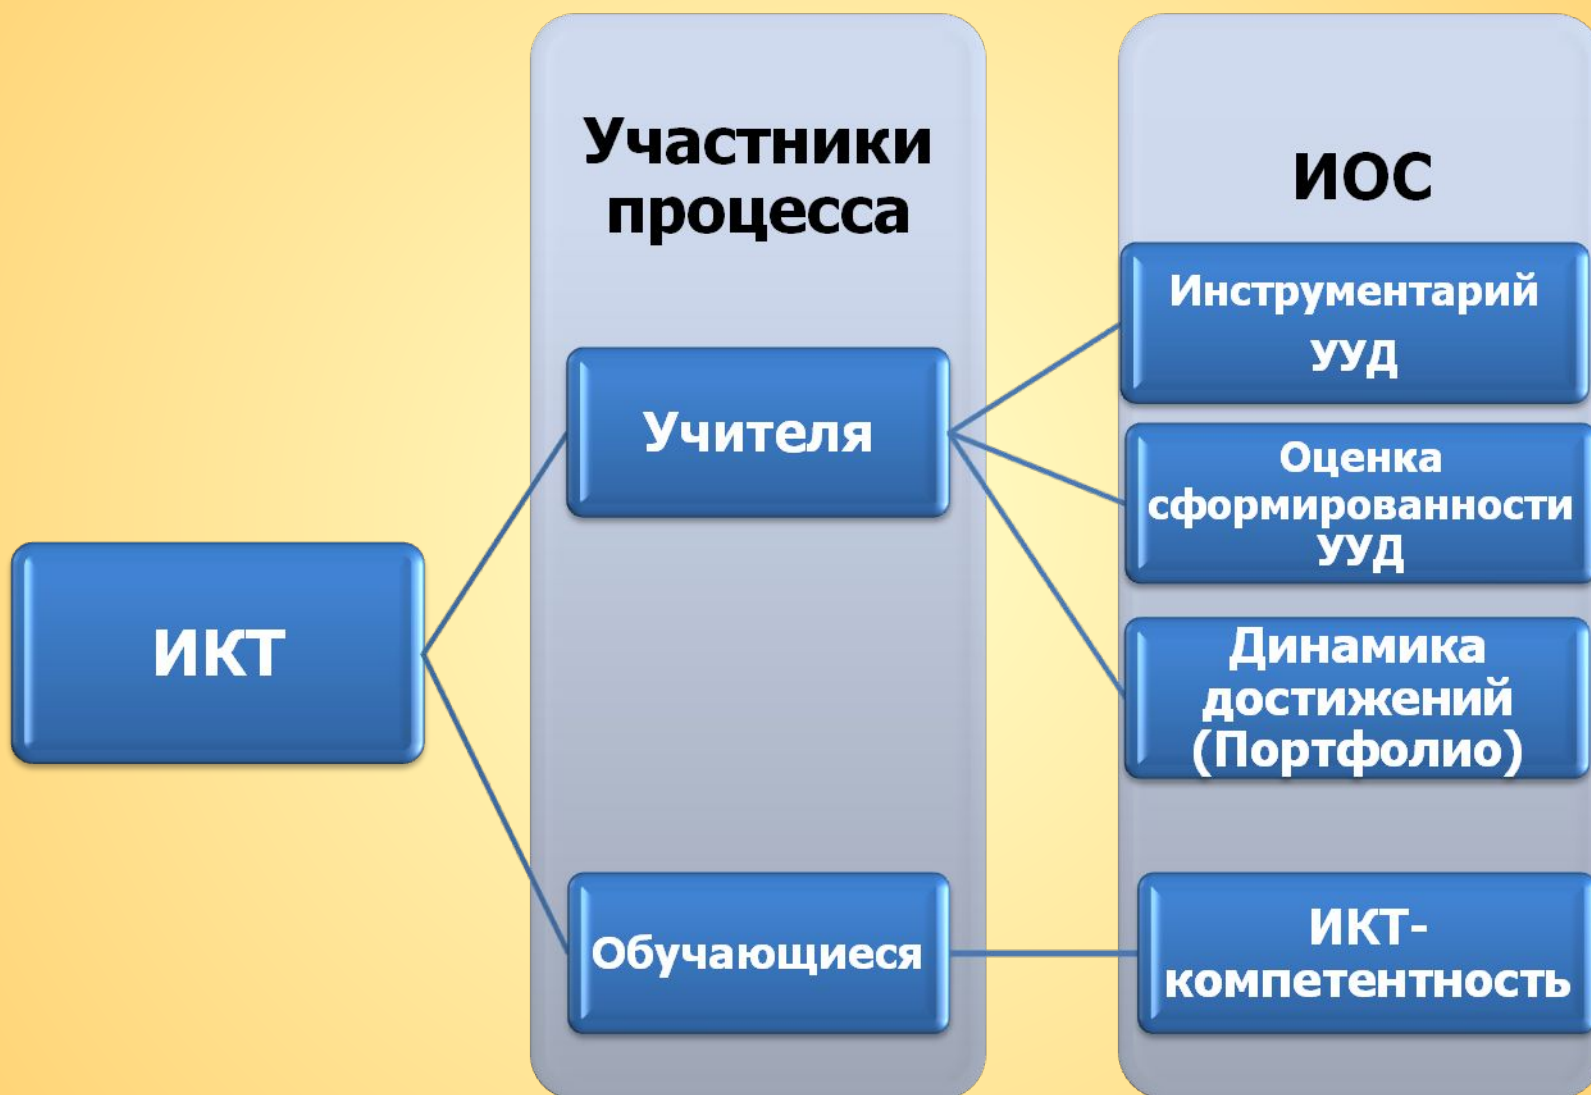 Участники
процесса
ИОС
ИКТ
Учителя
Обучающиеся
Инструментарий
УУД
Оценка
сформированности
УУД
Динамика
достижений
(Портфолио)
ИКТ-
компетентность